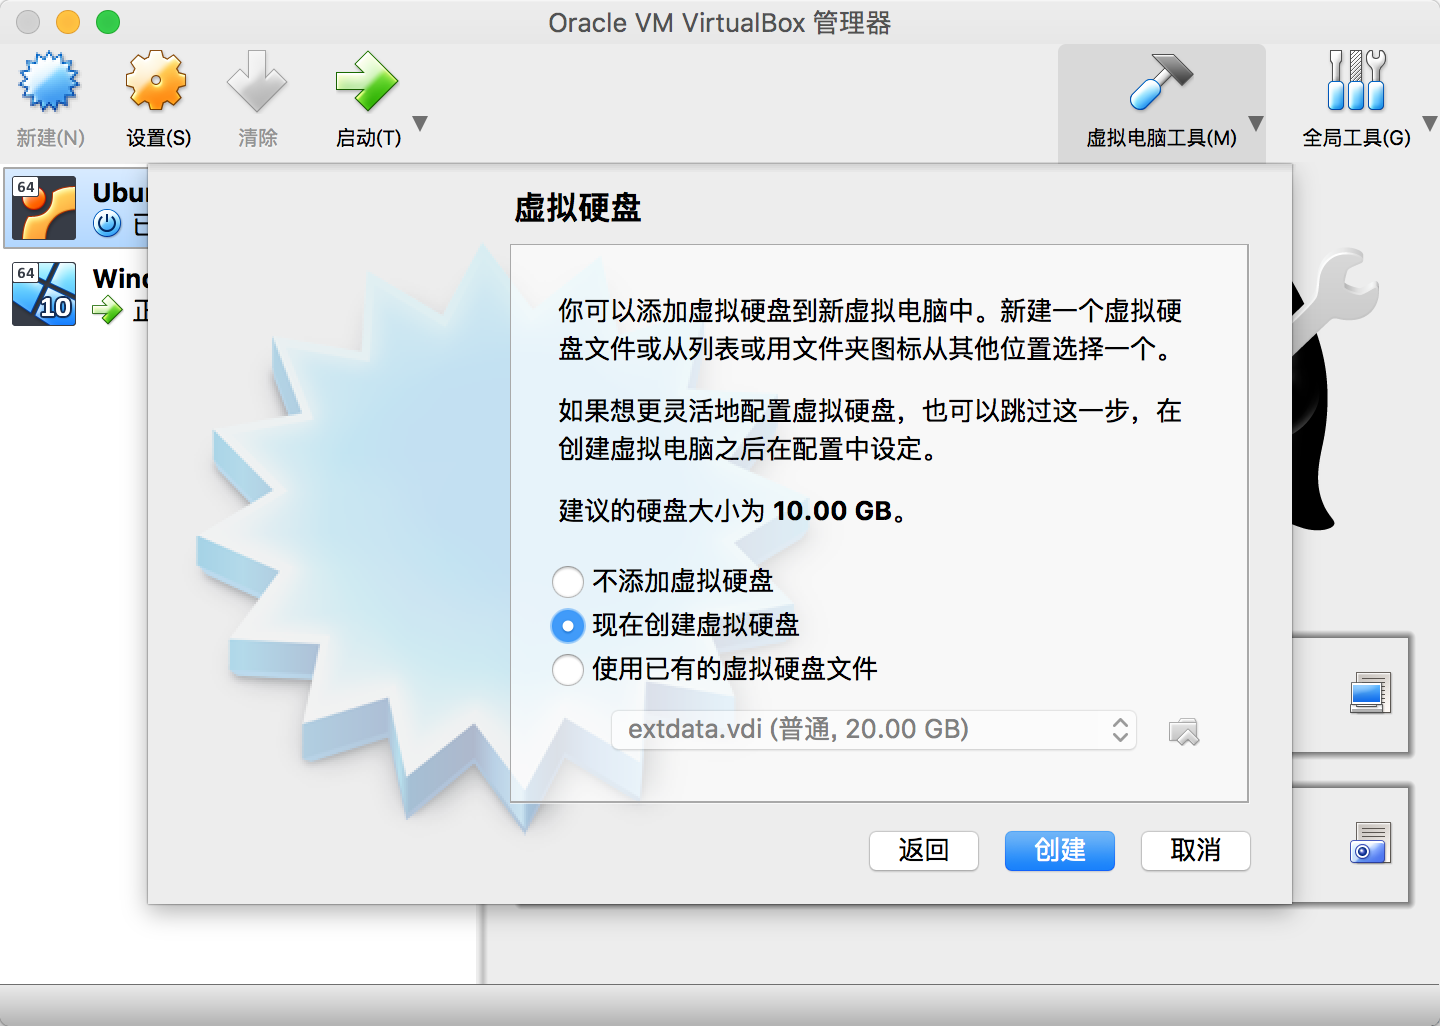 Oracle VM VirtualBox 管理器
新建(N)
设置(S)
清除
启动(T)
虚拟电脑工具(M)
全局工具(G)
64
64
10
虚拟硬盘
你可以添加虚拟硬盘到新虚拟电脑中。新建一个虚拟硬
盘文件或从列表或用文件夹图标从其他位置选择一个。
如果想更灵活地配置虚拟硬盘，也可以跳过这一步，在
创建虚拟电脑之后在配置中设定。
建议的硬盘大小为 10.00 GB。
不添加虚拟硬盘
现在创建虚拟硬盘
使用已有的虚拟硬盘文件
extdata.vdi (普通, 20.00 GB)
返回
创建
取消